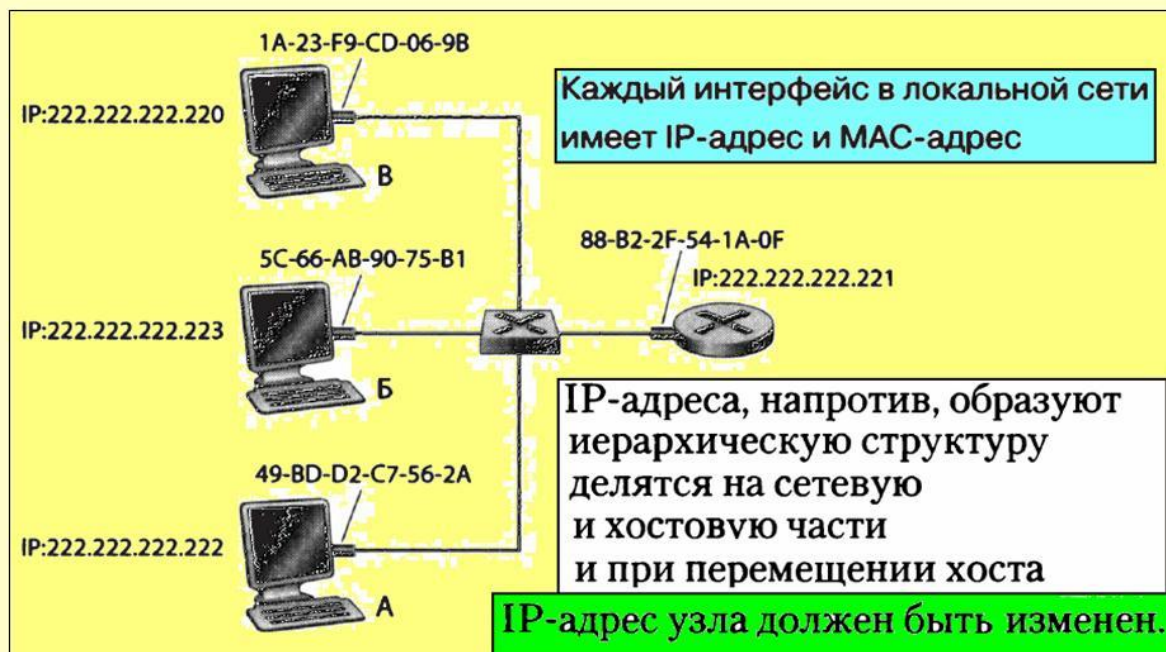 1A-23-F9-CD-06-9B
IP:222.222.222.220
В
Каждый интерфейс в локальной сети
имеет IP-адрес и MAC-адрес
5C-66-AB-90-75-B1
IP:222.222.222.223
Б
88-B2-2F-54-1A-0F
IP:222.222.222.221
49-BD-D2-C7-56-2A
IP:222.222.222.222
А
IP-адреса, напротив, образуют
иерархическую структуру
делятся на сетевую
и хостовую части
и при перемещении хоста
IP-адрес узла должен быть изменен.